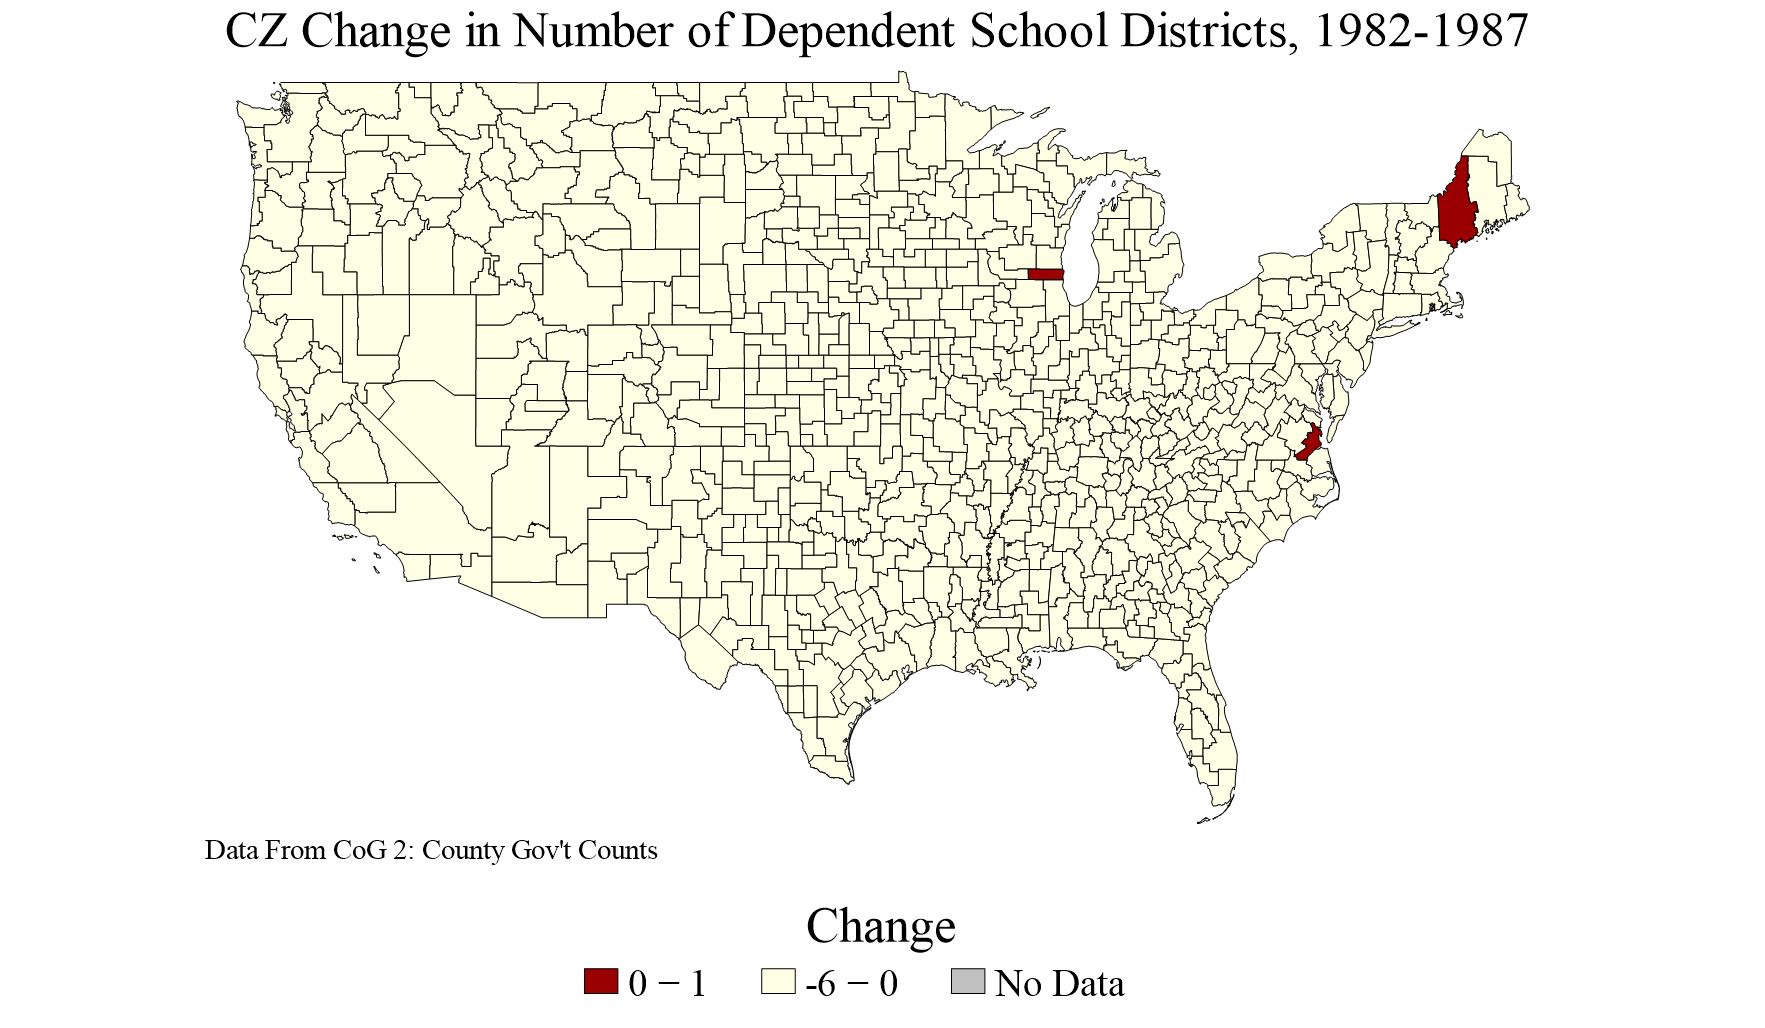 CZ Change in Number of Dependent School Districts, 1982-1987
Data From CoG 2: County Gov't Counts
Change
0 − 1
-6 − 0
No Data